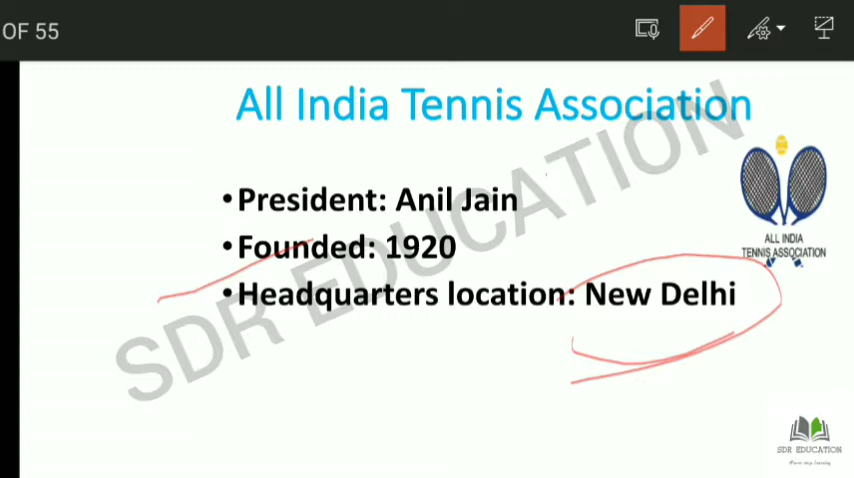 OF 55
All India Tennis Association
•President: Anil Jain
•Founded: 1920
•Headquarters location: New Delhi
SDR EDUCATION
ALL INDIA
TENNIS ASSOCIATION
SDR EDUCATION